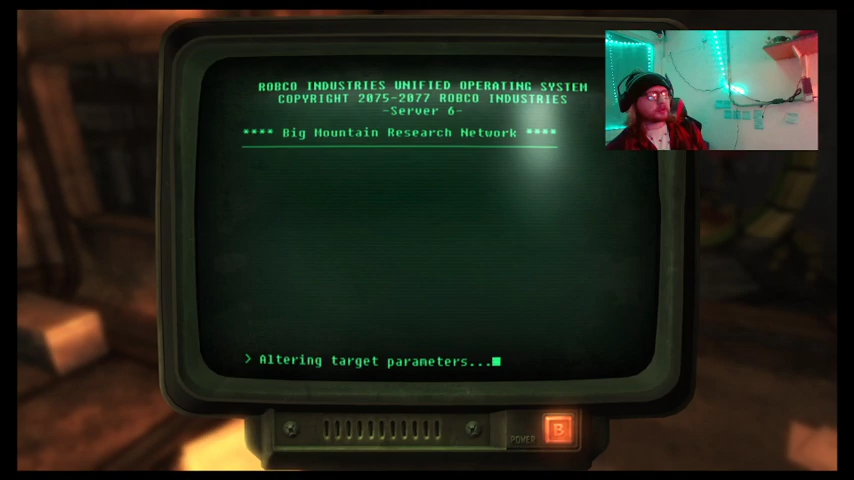 ROBCO INDUSTRIES UNIFIED OPERATING SYSTEM
COPYRIGHT 2075-2077 ROBCO INDUSTRIES
-Server 6-
**** Big Mountain Research Network ****
> Altering target parameters...
POWER B